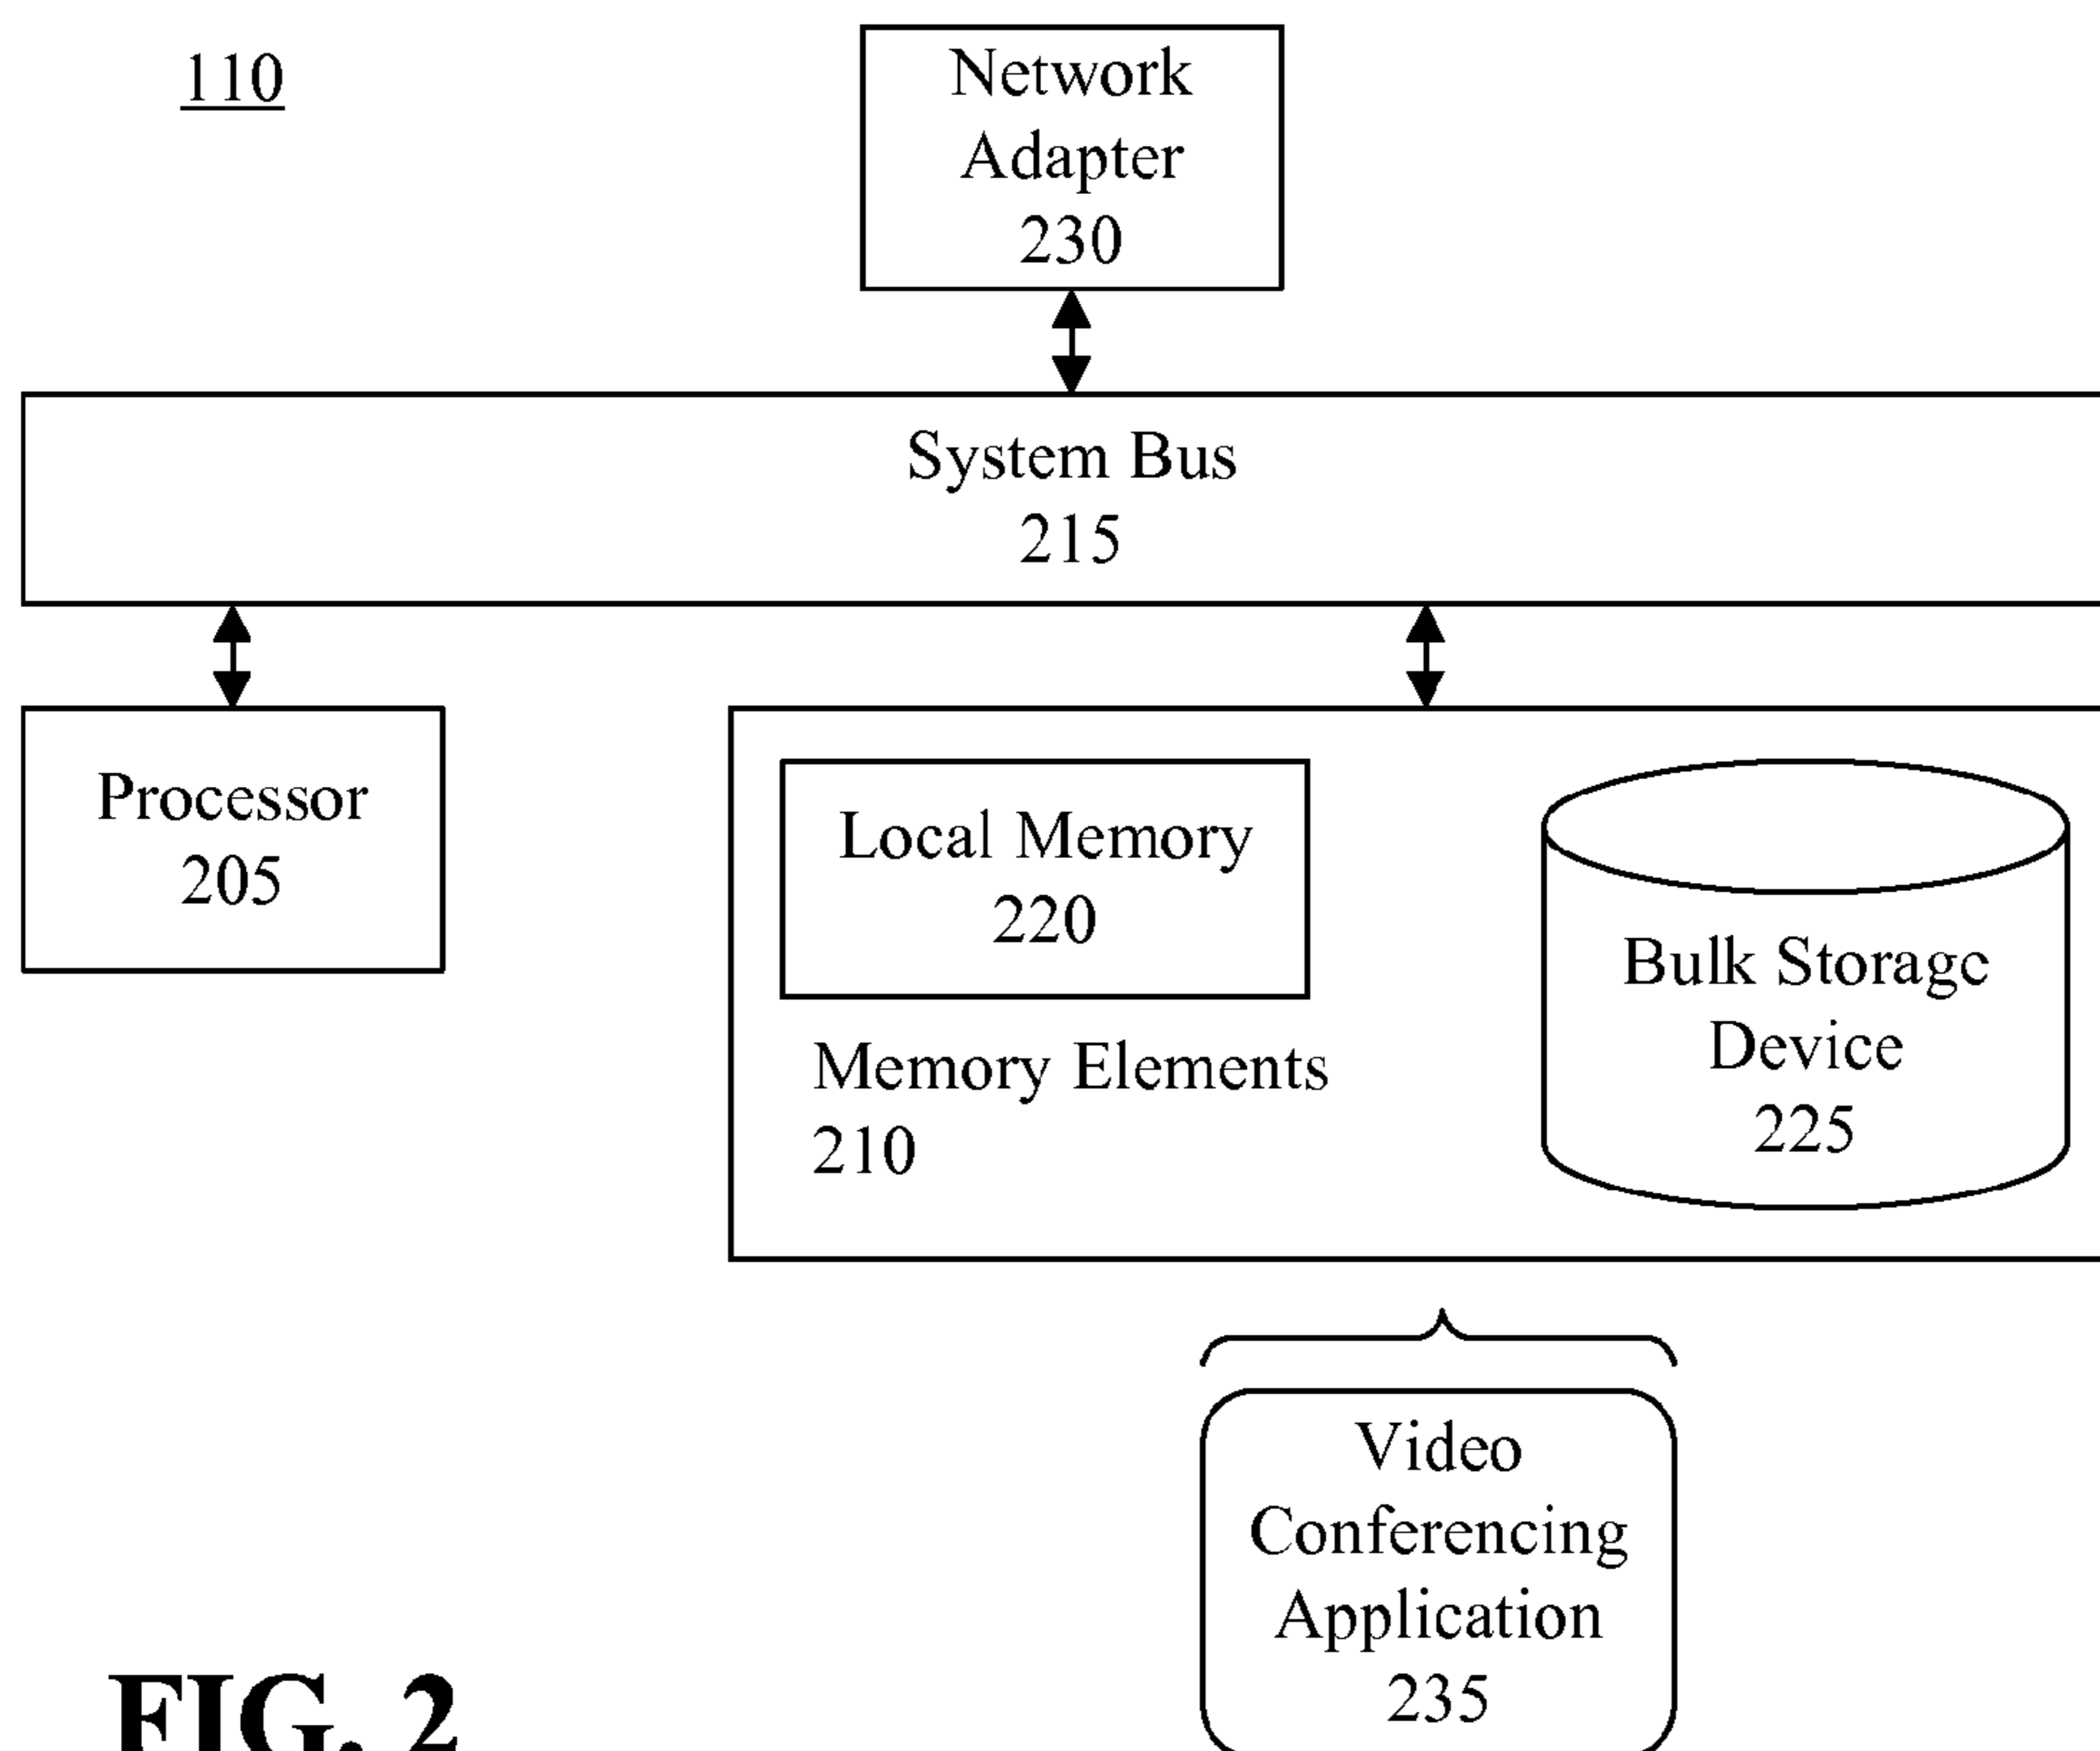 110
Network
Adapter
230
System Bus
215
Processor
205
Local Memory
220
Memory Elements
210
Bulk Storage
Device
225
Video
Conferencing
Application
235
FIG. 2